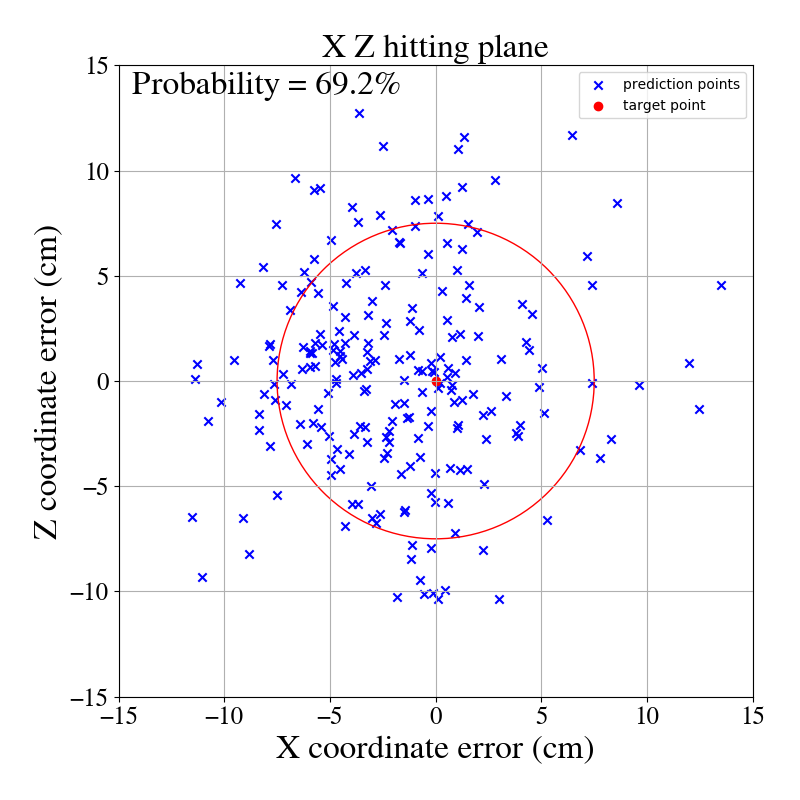 X Z hitting plane
Probability = 69.2%
prediction points
target point
15
10
5
0
−5
−10
−15
Z coordinate error (cm)
−15 −10 −5 0 5 10 15
X coordinate error (cm)